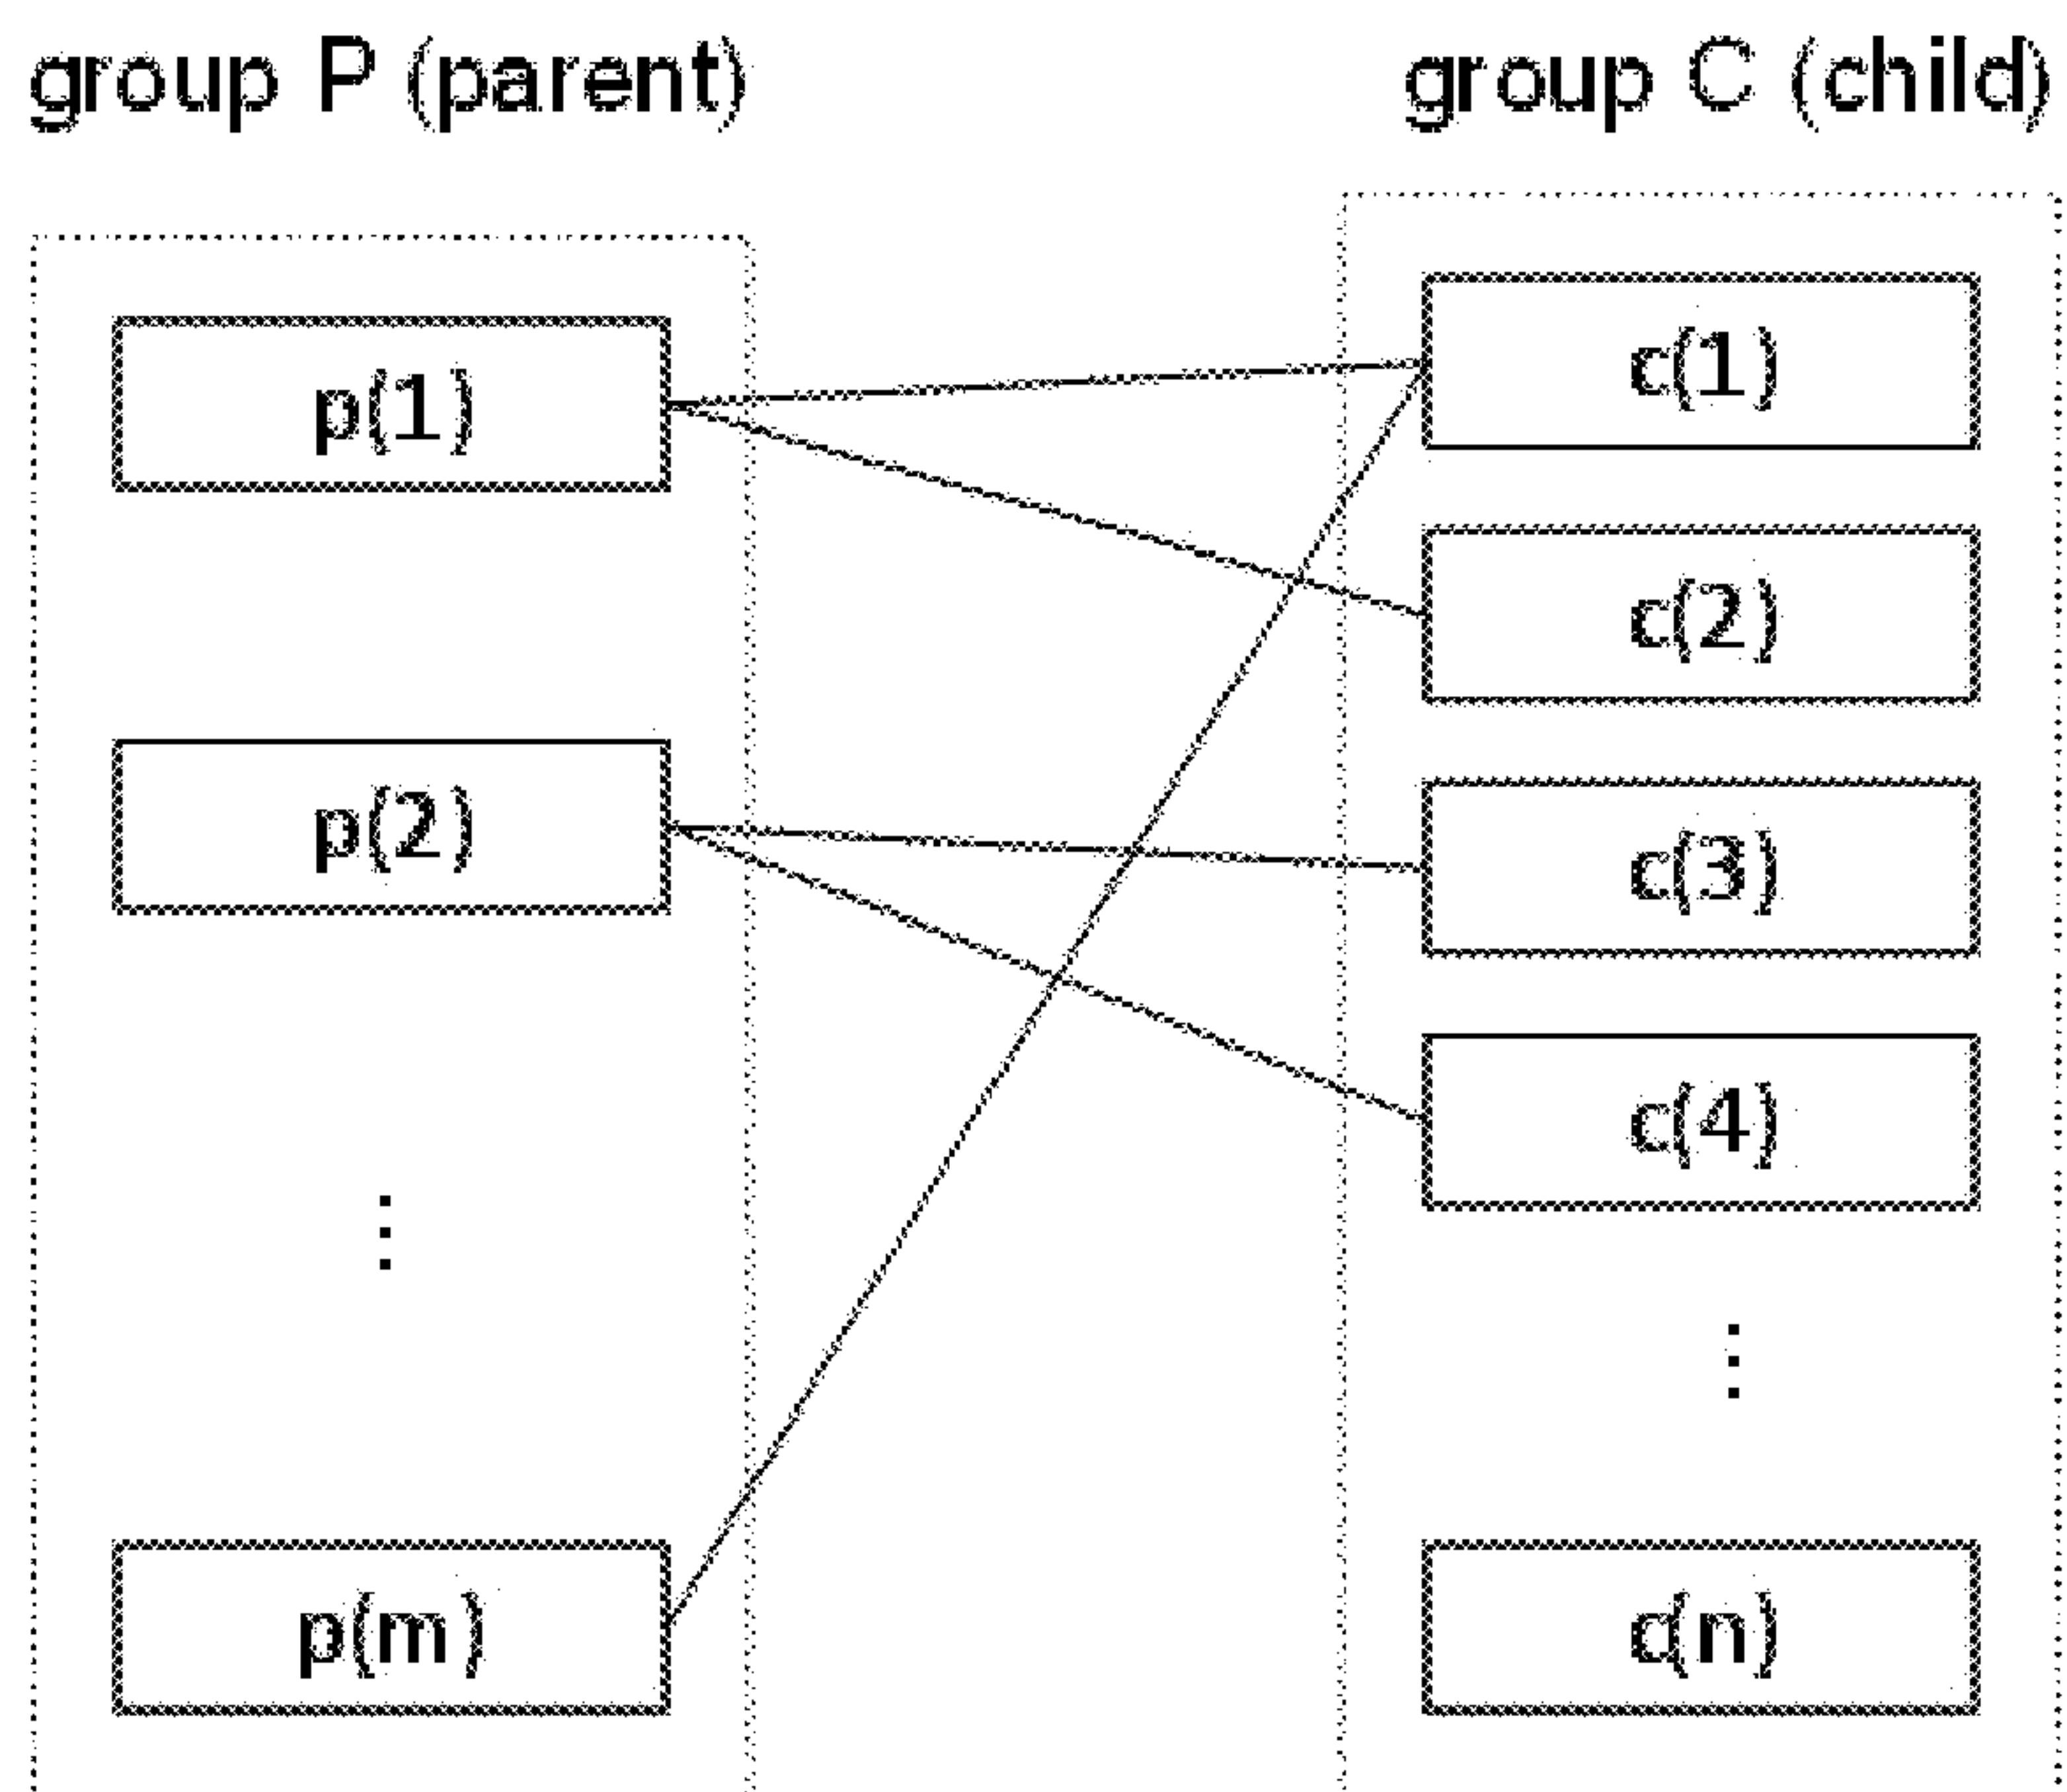 group P (parent)
group C (child)
p(1)
c(1)
c(2)
p(2)
c(3)
c(4)
⋮
⋮
p(m)
c(n)